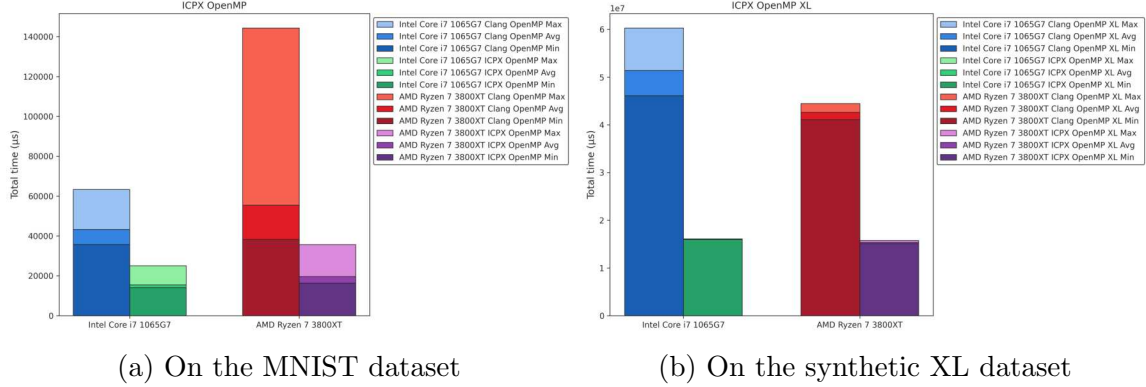 ICPX OpenMP
Total time (µs)
140000
120000
100000
80000
60000
40000
20000
0
Intel Core i7 1065G7
AMD Ryzen 7 3800XT
Intel Core i7 1065G7 Clang OpenMP Max
Intel Core i7 1065G7 Clang OpenMP Avg
Intel Core i7 1065G7 Clang OpenMP Min
Intel Core i7 1065G7 ICPX OpenMP Max
Intel Core i7 1065G7 ICPX OpenMP Avg
Intel Core i7 1065G7 ICPX OpenMP Min
AMD Ryzen 7 3800XT Clang OpenMP Max
AMD Ryzen 7 3800XT Clang OpenMP Avg
AMD Ryzen 7 3800XT Clang OpenMP Min
AMD Ryzen 7 3800XT ICPX OpenMP Max
AMD Ryzen 7 3800XT ICPX OpenMP Avg
AMD Ryzen 7 3800XT ICPX OpenMP Min
(a) On the MNIST dataset
ICPX OpenMP XL
1e7
Total time (µs)
6
5
4
3
2
1
0
Intel Core i7 1065G7
AMD Ryzen 7 3800XT
Intel Core i7 1065G7 Clang OpenMP XL Max
Intel Core i7 1065G7 Clang OpenMP XL Avg
Intel Core i7 1065G7 Clang OpenMP XL Min
Intel Core i7 1065G7 ICPX OpenMP XL Max
Intel Core i7 1065G7 ICPX OpenMP XL Avg
Intel Core i7 1065G7 ICPX OpenMP XL Min
AMD Ryzen 7 3800XT Clang OpenMP XL Max
AMD Ryzen 7 3800XT Clang OpenMP XL Avg
AMD Ryzen 7 3800XT Clang OpenMP XL Min
AMD Ryzen 7 3800XT ICPX OpenMP XL Max
AMD Ryzen 7 3800XT ICPX OpenMP XL Avg
AMD Ryzen 7 3800XT ICPX OpenMP XL Min
(b) On the synthetic XL dataset